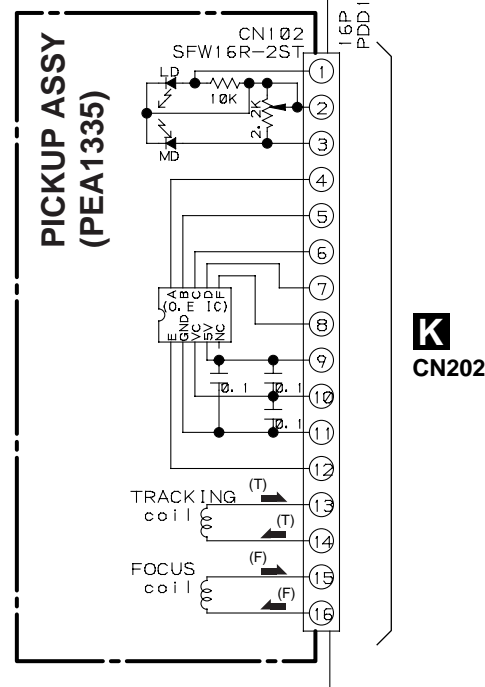 16P
PDD1
CN102
SFW16R-2ST
PICKUP ASSY
(PEA1335)
LD
10K
2. 2K
MD
1
2
3
4
5
6
7
8
9
10
11
12
13
14
15
16
A B C D F
(O.E IC)
E GND VC 5V NC
0.1
0.1
0.1
K
CN202
TRACKING
coil
(T)
(T)
FOCUS
coil
(F)
(F)